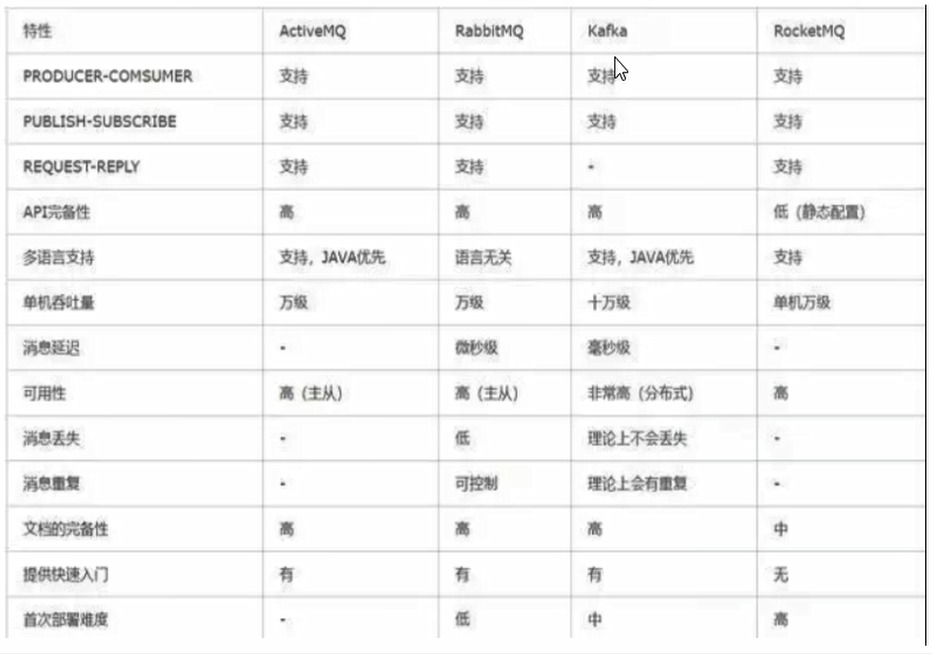 特性 ActiveMQ RabbitMQ Kafka RocketMQ
PRODUCER-COMSUMER 支持 支持 支持 支持
PUBLISH-SUBSCRIBE 支持 支持 支持 支持
REQUEST-REPLY 支持 支持 - 支持
API完备性 高 高 高 低（静态配置）
多语言支持 支持，JAVA优先 语言无关 支持，JAVA优先 支持
单机吞吐量 万级 万级 十万级 单机万级
消息延迟 - 微秒级 毫秒级 -
可用性 高（主从） 高（主从） 非常高（分布式） 高
消息丢失 - 低 理论上不会丢失 -
消息重复 - 可控制 理论上会有重复 -
文档的完备性 高 高 高 中
提供快速入门 有 有 有 无
首次部署难度 - 低 中 高